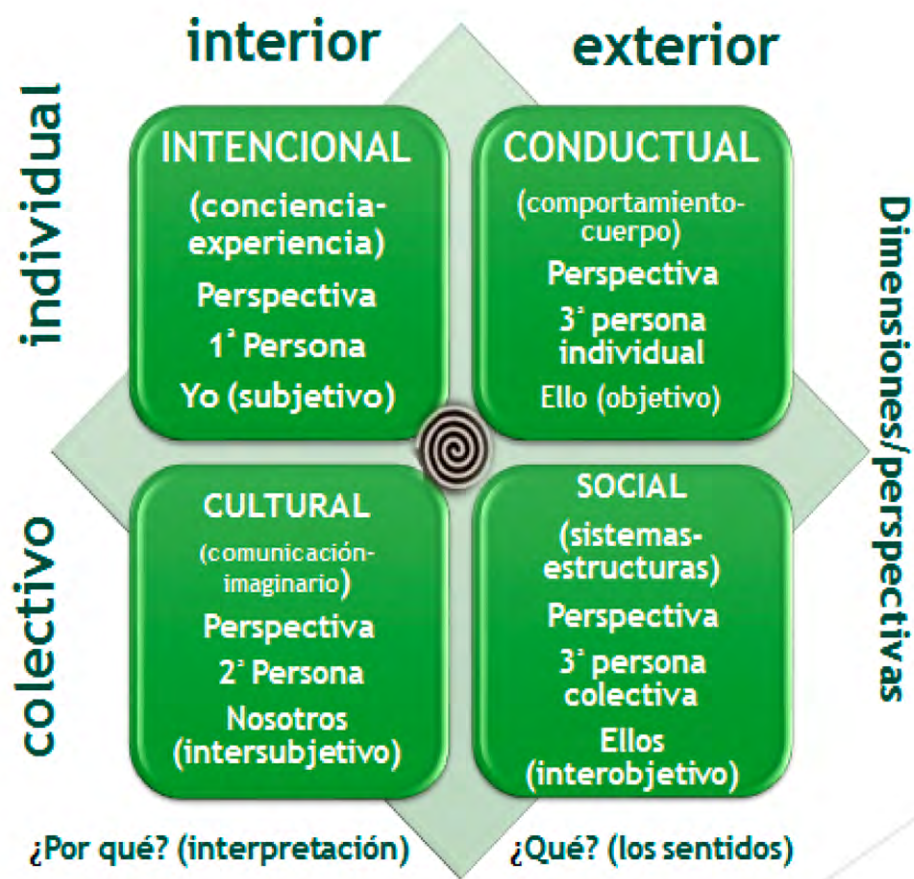 interior
exterior
individual
INTENCIONAL
(conciencia-
experiencia)
Perspectiva
1ª Persona
Yo (subjetivo)
CONDUCTUAL
(comportamiento-
cuerpo)
Perspectiva
3ª persona
individual
Ello (objetivo)
colectivo
CULTURAL
(comunicación-
imaginario)
Perspectiva
2ª Persona
Nosotros
(intersubjetivo)
SOCIAL
(sistemas-
estructuras)
Perspectiva
3ª persona
colectiva
Ellos
(interobjetivo)
Dimensiones/perspectivas
¿Por qué? (interpretación)
¿Qué? (los sentidos)